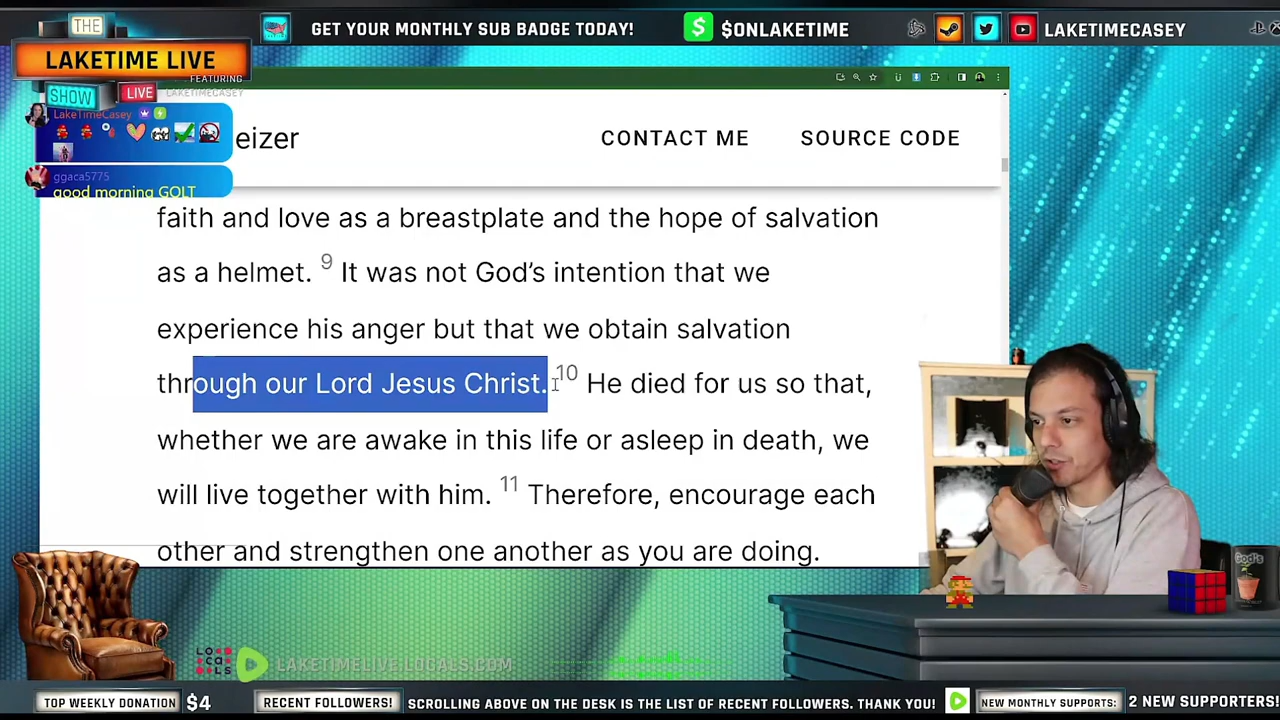 THE
LAKETIME LIVE
FEATURING
LAKETIMECASEY
SHOW
LIVE
GET YOUR MONTHLY SUB BADGE TODAY!
$ONLAKETIME
LAKETIMECASEY
LakeTimeCasey
ggaca5775
good morning GOLT
eizer
CONTACT ME
SOURCE CODE
faith and love as a breastplate and the hope of salvation
as a helmet. 9 It was not God’s intention that we
experience his anger but that we obtain salvation
through our Lord Jesus Christ. 10 He died for us so that,
whether we are awake in this life or asleep in death, we
will live together with him. 11 Therefore, encourage each
other and strengthen one another as you are doing.
God's
LOCALS
LAKETIMELIVE.LOCALS.COM
TOP WEEKLY DONATION
$4
RECENT FOLLOWERS!
SCROLLING ABOVE ON THE DESK IS THE LIST OF RECENT FOLLOWERS. THANK YOU!
NEW MONTHLY SUPPORTS:
2 NEW SUPPORTERS!